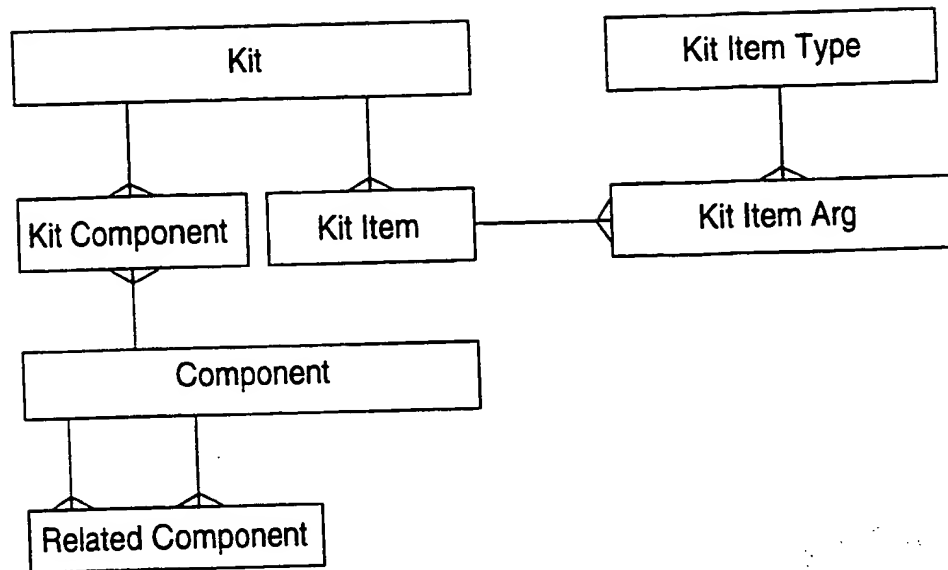 Kit
Kit Item Type
Kit Component
Kit Item
Kit Item Arg
Component
Related Component